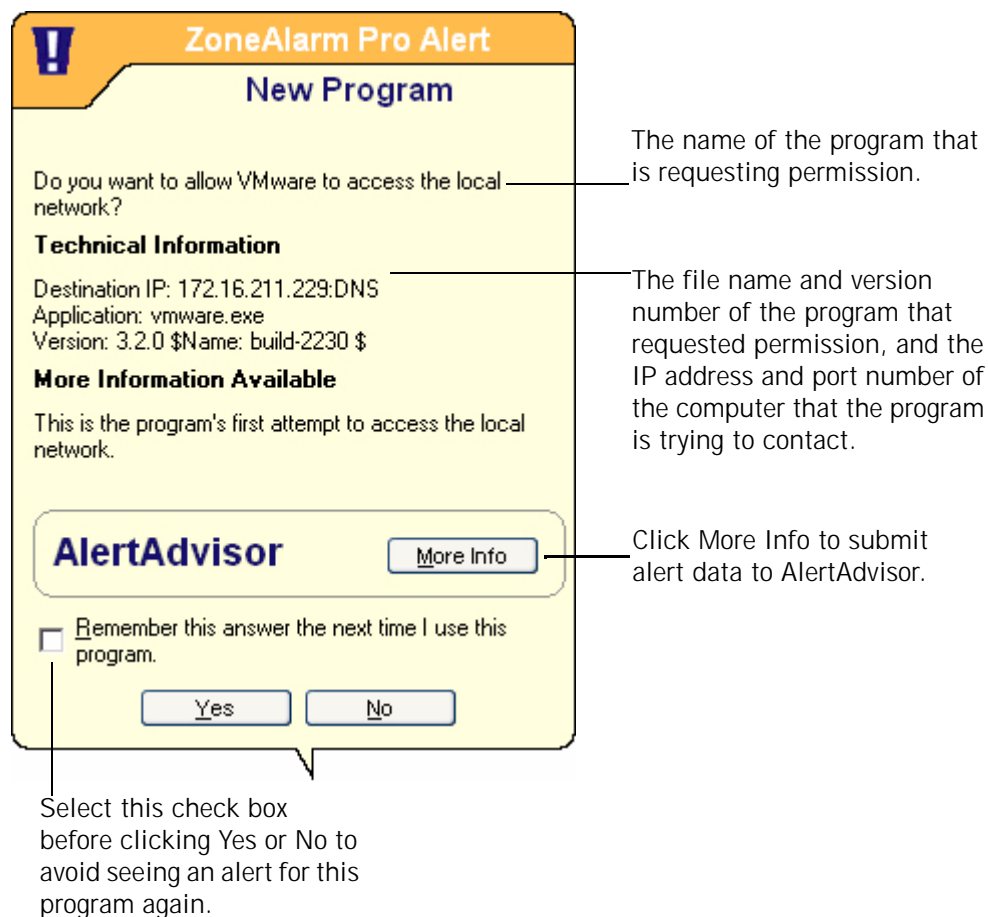 ZoneAlarm Pro Alert
New Program
Do you want to allow VMware to access the local
network?
Technical Information
Destination IP: 172.16.211.229:DNS
Application: vmware.exe
Version: 3.2.0 $Name: build-2230 $
More Information Available
This is the program's first attempt to access the local
network.
AlertAdvisor
More Info
Remember this answer the next time I use this
program.
Yes
No
The name of the program that
is requesting permission.
The file name and version
number of the program that
requested permission, and the
IP address and port number of
the computer that the program
is trying to contact.
Click More Info to submit
alert data to AlertAdvisor.
Select this check box
before clicking Yes or No to
avoid seeing an alert for this
program again.